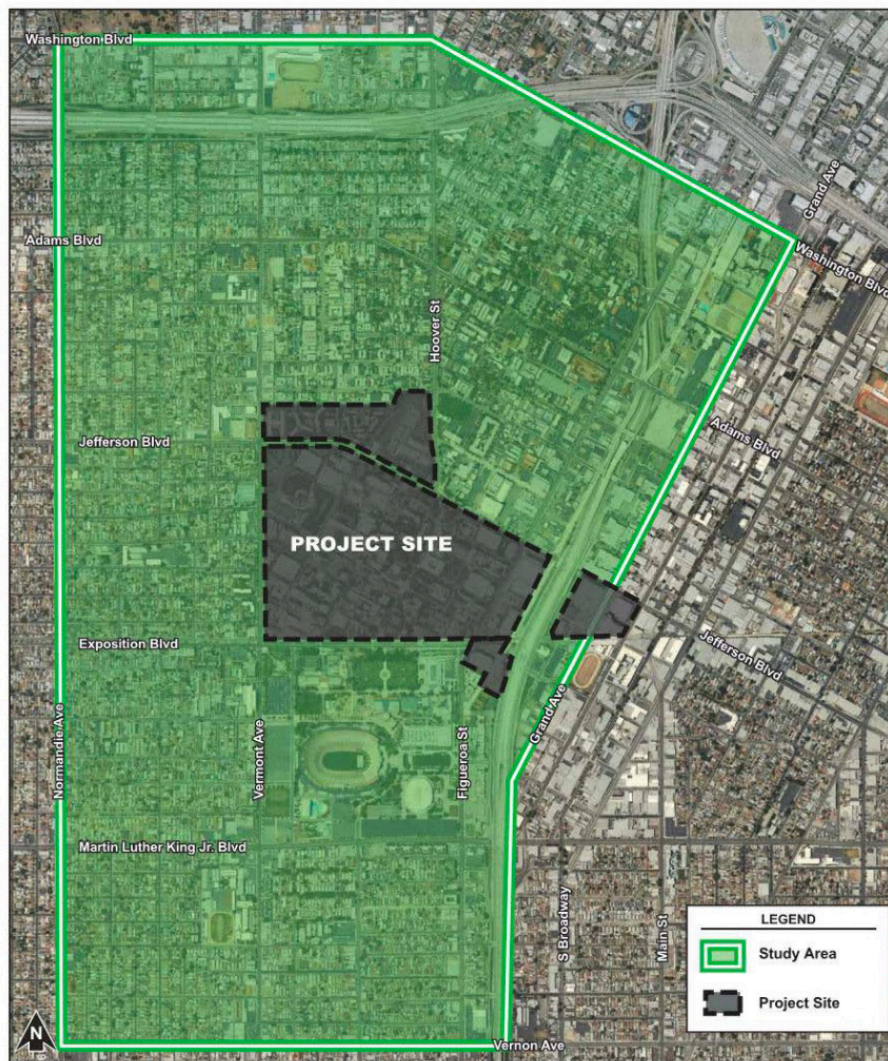 Washington Blvd
Grand Ave
Adams Blvd
Washington Blvd
Hoover St
Jefferson Blvd
Adams Blvd
PROJECT SITE
Exposition Blvd
Jefferson Blvd
Normandie Ave
Vermont Ave
Figueroa St
Grand Ave
Martin Luther King Jr. Blvd
S Broadway
Main St
LEGEND
Study Area
Project Site
N
Vernon Ave